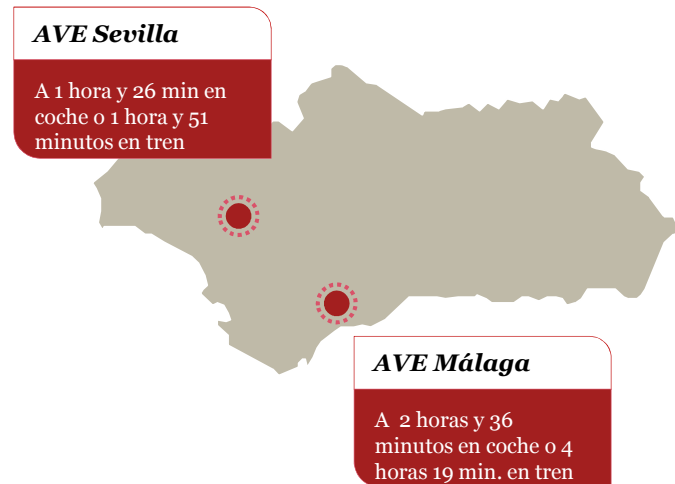 AVE Sevilla
A 1 hora y 26 min en
coche o 1 hora y 51
minutos en tren
AVE Málaga
A 2 horas y 36
minutos en coche o 4
horas 19 min. en tren